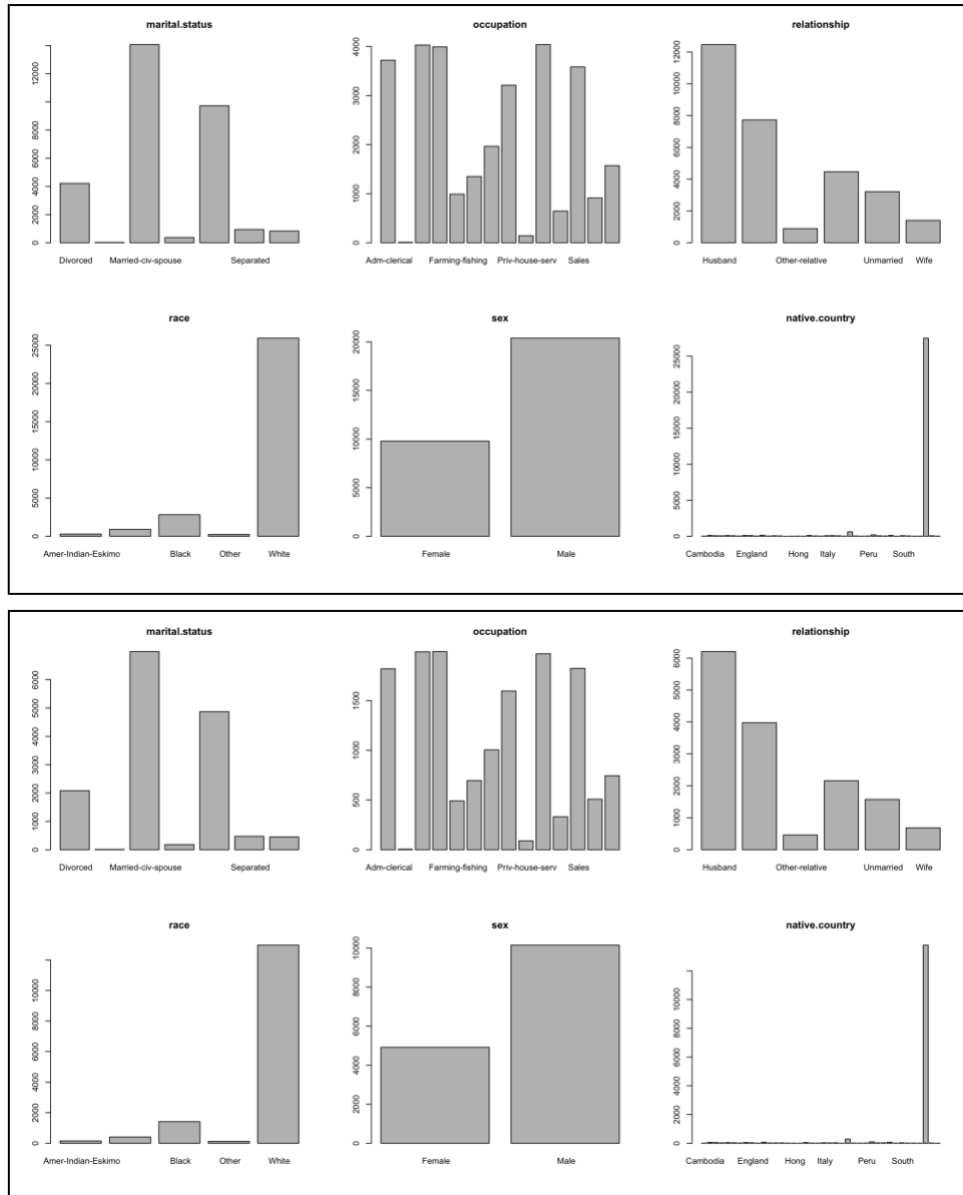 marital.status occupation relationship
0 2000 4000 6000 8000 12000
0 1000 2000 3000 4000
0 2000 4000 6000 8000 12000
Divorced Married-civ-spouse Separated
Adm-clerical Farming-fishing Priv-house-serv Sales
Husband Other-relative Unmarried Wife
race sex native.country
0 5000 10000 15000 20000 25000
0 5000 10000 15000 20000
0 5000 10000 15000 20000 25000
Amer-Indian-Eskimo Black Other White
Female Male
Cambodia England Hong Italy Peru South
marital.status occupation relationship
0 1000 2000 3000 4000 5000 6000
0 500 1000 1500
0 1000 2000 3000 4000 5000 6000
Divorced Married-civ-spouse Separated
Adm-clerical Farming-fishing Priv-house-serv Sales
Husband Other-relative Unmarried Wife
race sex native.country
0 2000 4000 6000 8000 10000
0 2000 4000 6000 8000 10000
0 2000 4000 6000 8000 10000
Amer-Indian-Eskimo Black Other White
Female Male
Cambodia England Hong Italy Peru South